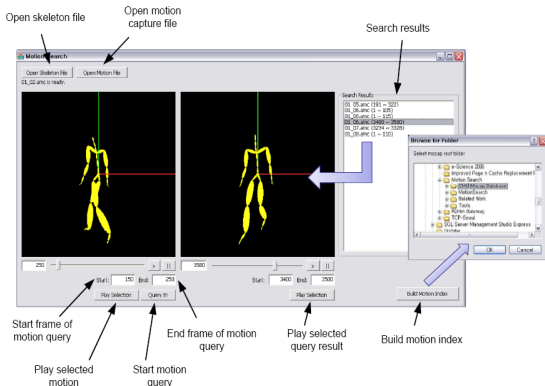 Open skeleton file
Open motion
capture file
Search results
Motion Search
Open Skeleton File
Open Motion File
01_02.amc is ready.
Search Results
01_05.amc (191 ~ 322)
01_06.amc (1 ~ 105)
01_06.amc (1 ~ 115)
01_06.amc (3400 ~ 3500)
01_07.amc (3234 ~ 3328)
01_08.amc (1 ~ 110)
Browse for Folder
Select mocap root folder
e-Science 2006
Improved Page n Cache Replacement F
Motion Search
CMU Mocap Database
MotionSearch
Related Work
Tools
TCP-Scout
SQL Server Management Studio Express
OK
Cancel
250
>
||
3500
>
||
Start:
150
End:
250
Start:
3400
End:
3500
Play Selection
Query it!
Play Selection
Build Motion Index
Start frame of
motion query
End frame of motion
query
Play selected
query result
Build motion index
Play selected
motion
Start motion
query